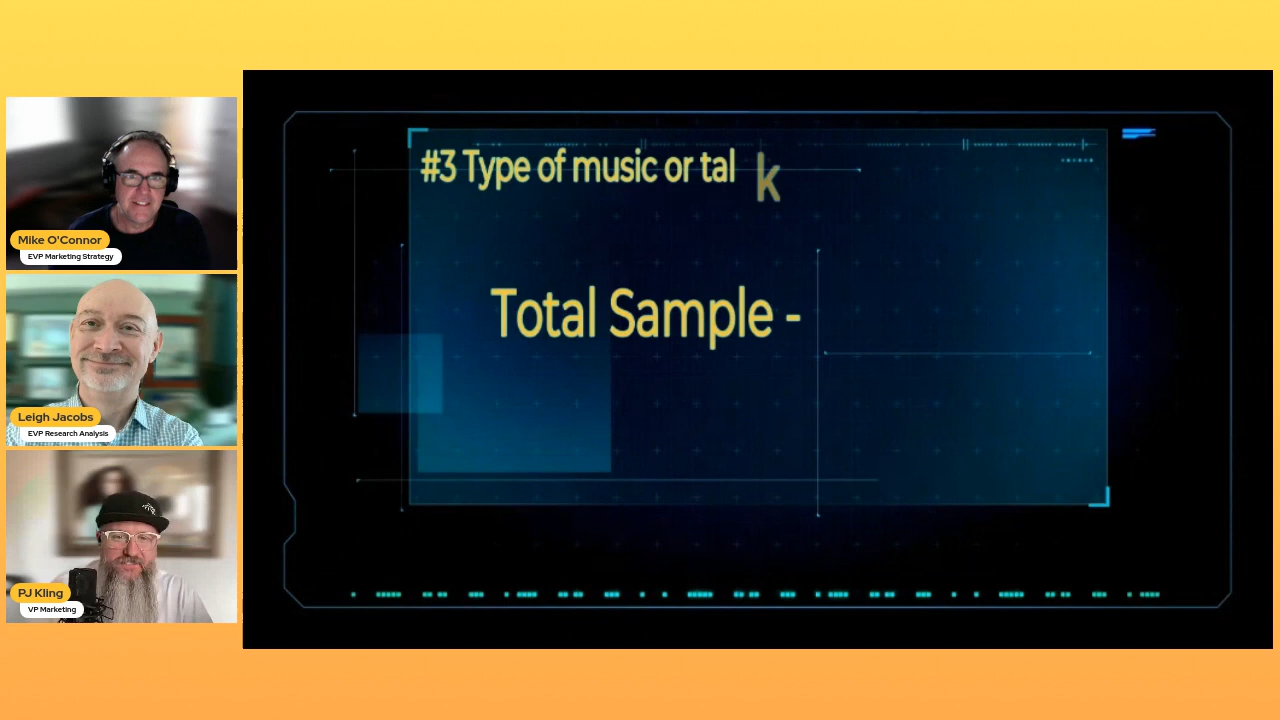 Mike O'Connor
EVP Marketing Strategy
Leigh Jacobs
EVP Research Analysis
PJ Kling
VP Marketing
#3 Type of music or talk
Total Sample -